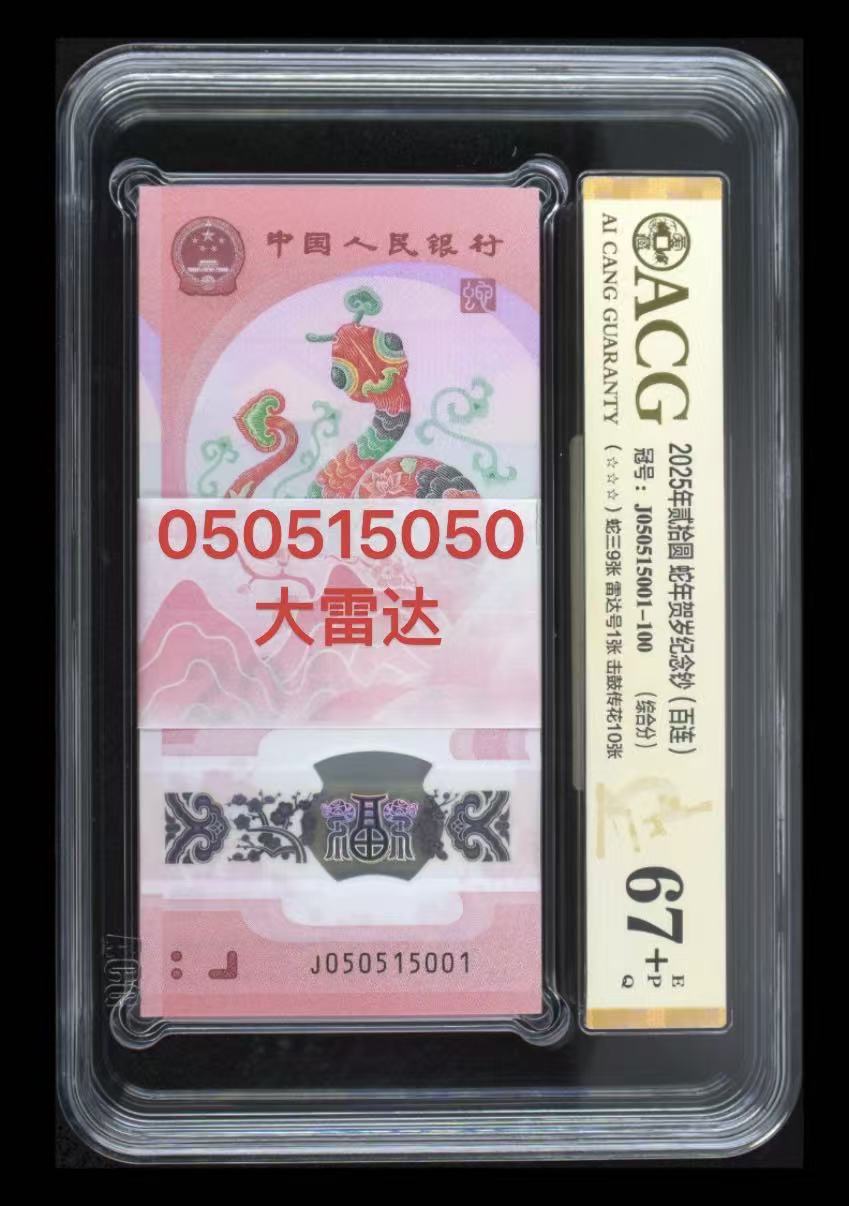 中国人民银行
050515050
大雷达
福
J050515001
ACG
AI CANG GUARANTY
2025年贰拾圆 蛇年贺岁纪念钞（百连）
冠号：J050515001-100 （综合分）
（☆☆☆）蛇三9张 雷达号1张 击鼓传花10张
67+
E
P
Q
ACG